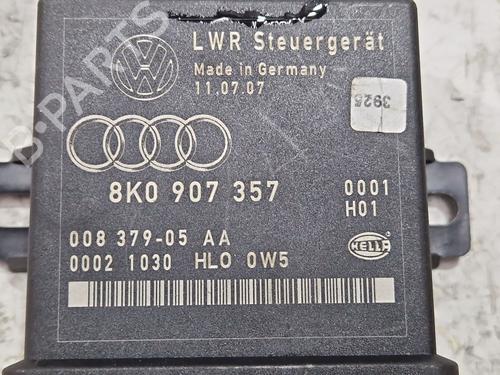 LWR Steuergerät
Made in Germany
11.07.07
3925
8K0 907 357
0001
H01
008 379-05 AA
0002 1030 HLO 0W5
HELLA
B-PARTS